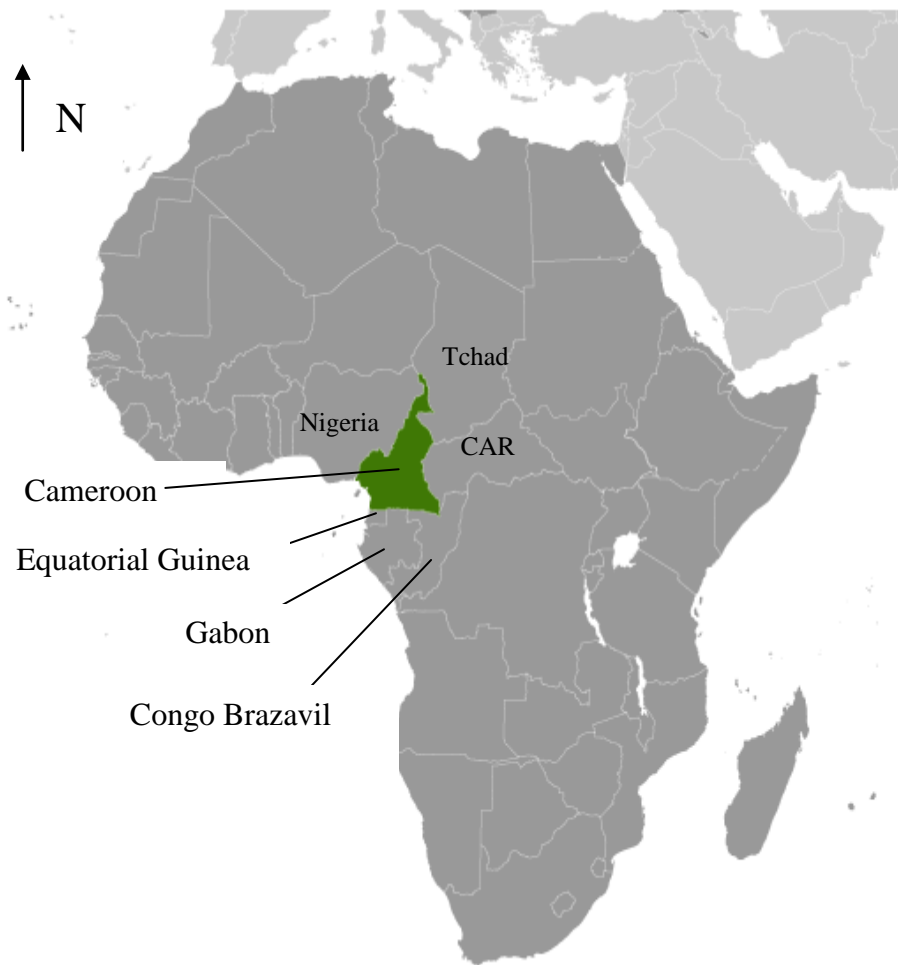 N
Tchad
Nigeria
CAR
Cameroon
Equatorial Guinea
Gabon
Congo Brazavil